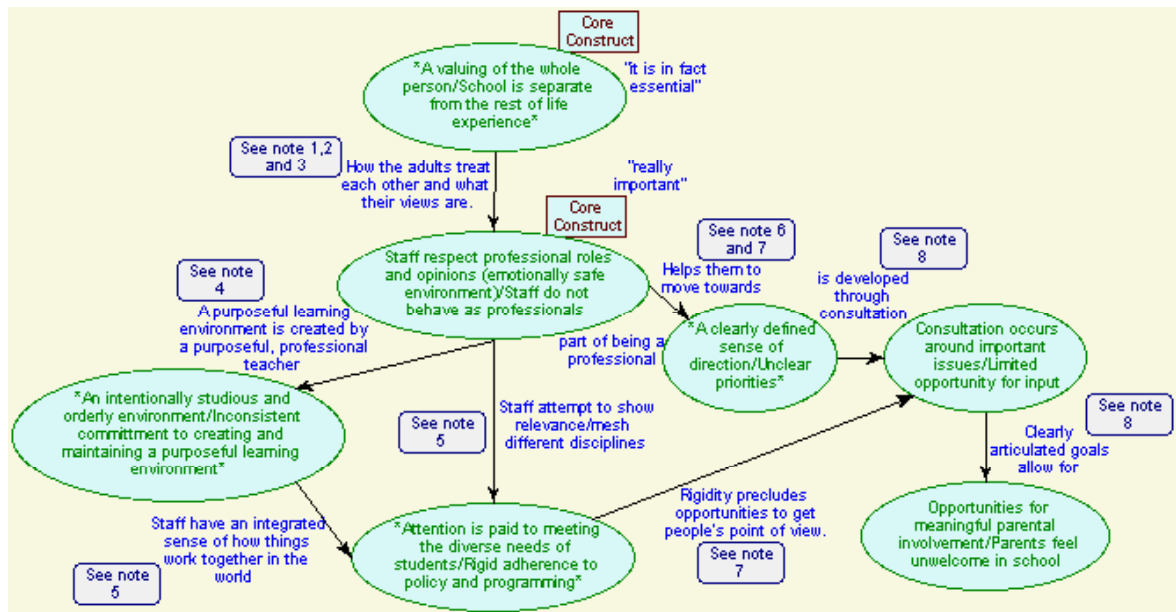 Core
Construct
*A valuing of the whole
person/School is separate
from the rest of life
experience*
"it is in fact
essential"
See note 1,2
and 3
How the adults treat
each other and what
their views are.
"really
important"
Core
Construct
Staff respect professional roles
and opinions (emotionally safe
environment)/Staff do not
behave as professionals
See note 6
and 7
See note
8
See note
4
Helps them to
move towards
is developed
through
consultation
A purposeful learning
environment is created by
a purposeful, professional
teacher
part of being a
professional
*A clearly defined
sense of
direction/Unclear
priorities*
Consultation occurs
around important
issues/Limited
opportunity for input
*An intentionally studious and
orderly environment/Inconsistent
committment to creating and
maintaining a purposeful learning
environment*
See note
5
Staff attempt to show
relevance/mesh
different disciplines
See note
8
Clearly
articulated goals
allow for
Staff have an integrated
sense of how things
work together in the
world
See note
5
*Attention is paid to meeting
the diverse needs of
students/Rigid adherence to
policy and programming*
Rigidity precludes
opportunities to get
people's point of view.
See note
7
Opportunities for
meaningful parental
involvement/Parents feel
unwelcome in school